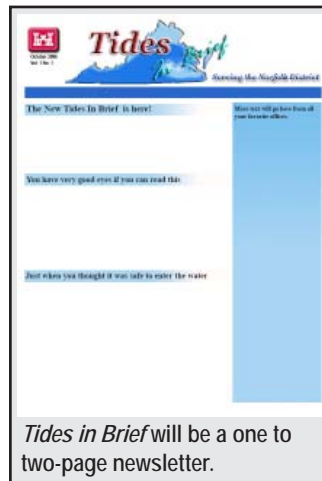 Tides
In Brief
Serving the Norfolk District
The New Tides In Brief is here!
More text will go here from all
your favorite offices.
You have very good eyes if you can read this
Just when you thought it was safe to enter the water
Tides in Brief will be a one to
two-page newsletter.